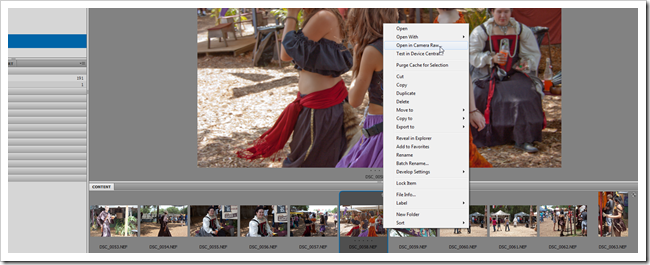 Open
Open With
Open in Camera Raw...
Test in Device Central...
Purge Cache for Selection
Cut
Copy
Duplicate
Delete
Move to
Copy to
Export to
Reveal in Explorer
Add to Favorites
Rename
Batch Rename...
Develop Settings
Lock Item
File Info...
Label
New Folder
Sort
191
1
CONTENT
DSC_0053.NEF
DSC_0054.NEF
DSC_0055.NEF
DSC_0056.NEF
DSC_0057.NEF
DSC_0058.NEF
DSC_0059.NEF
DSC_0060.NEF
DSC_0061.NEF
DSC_0062.NEF
DSC_0063.NEF